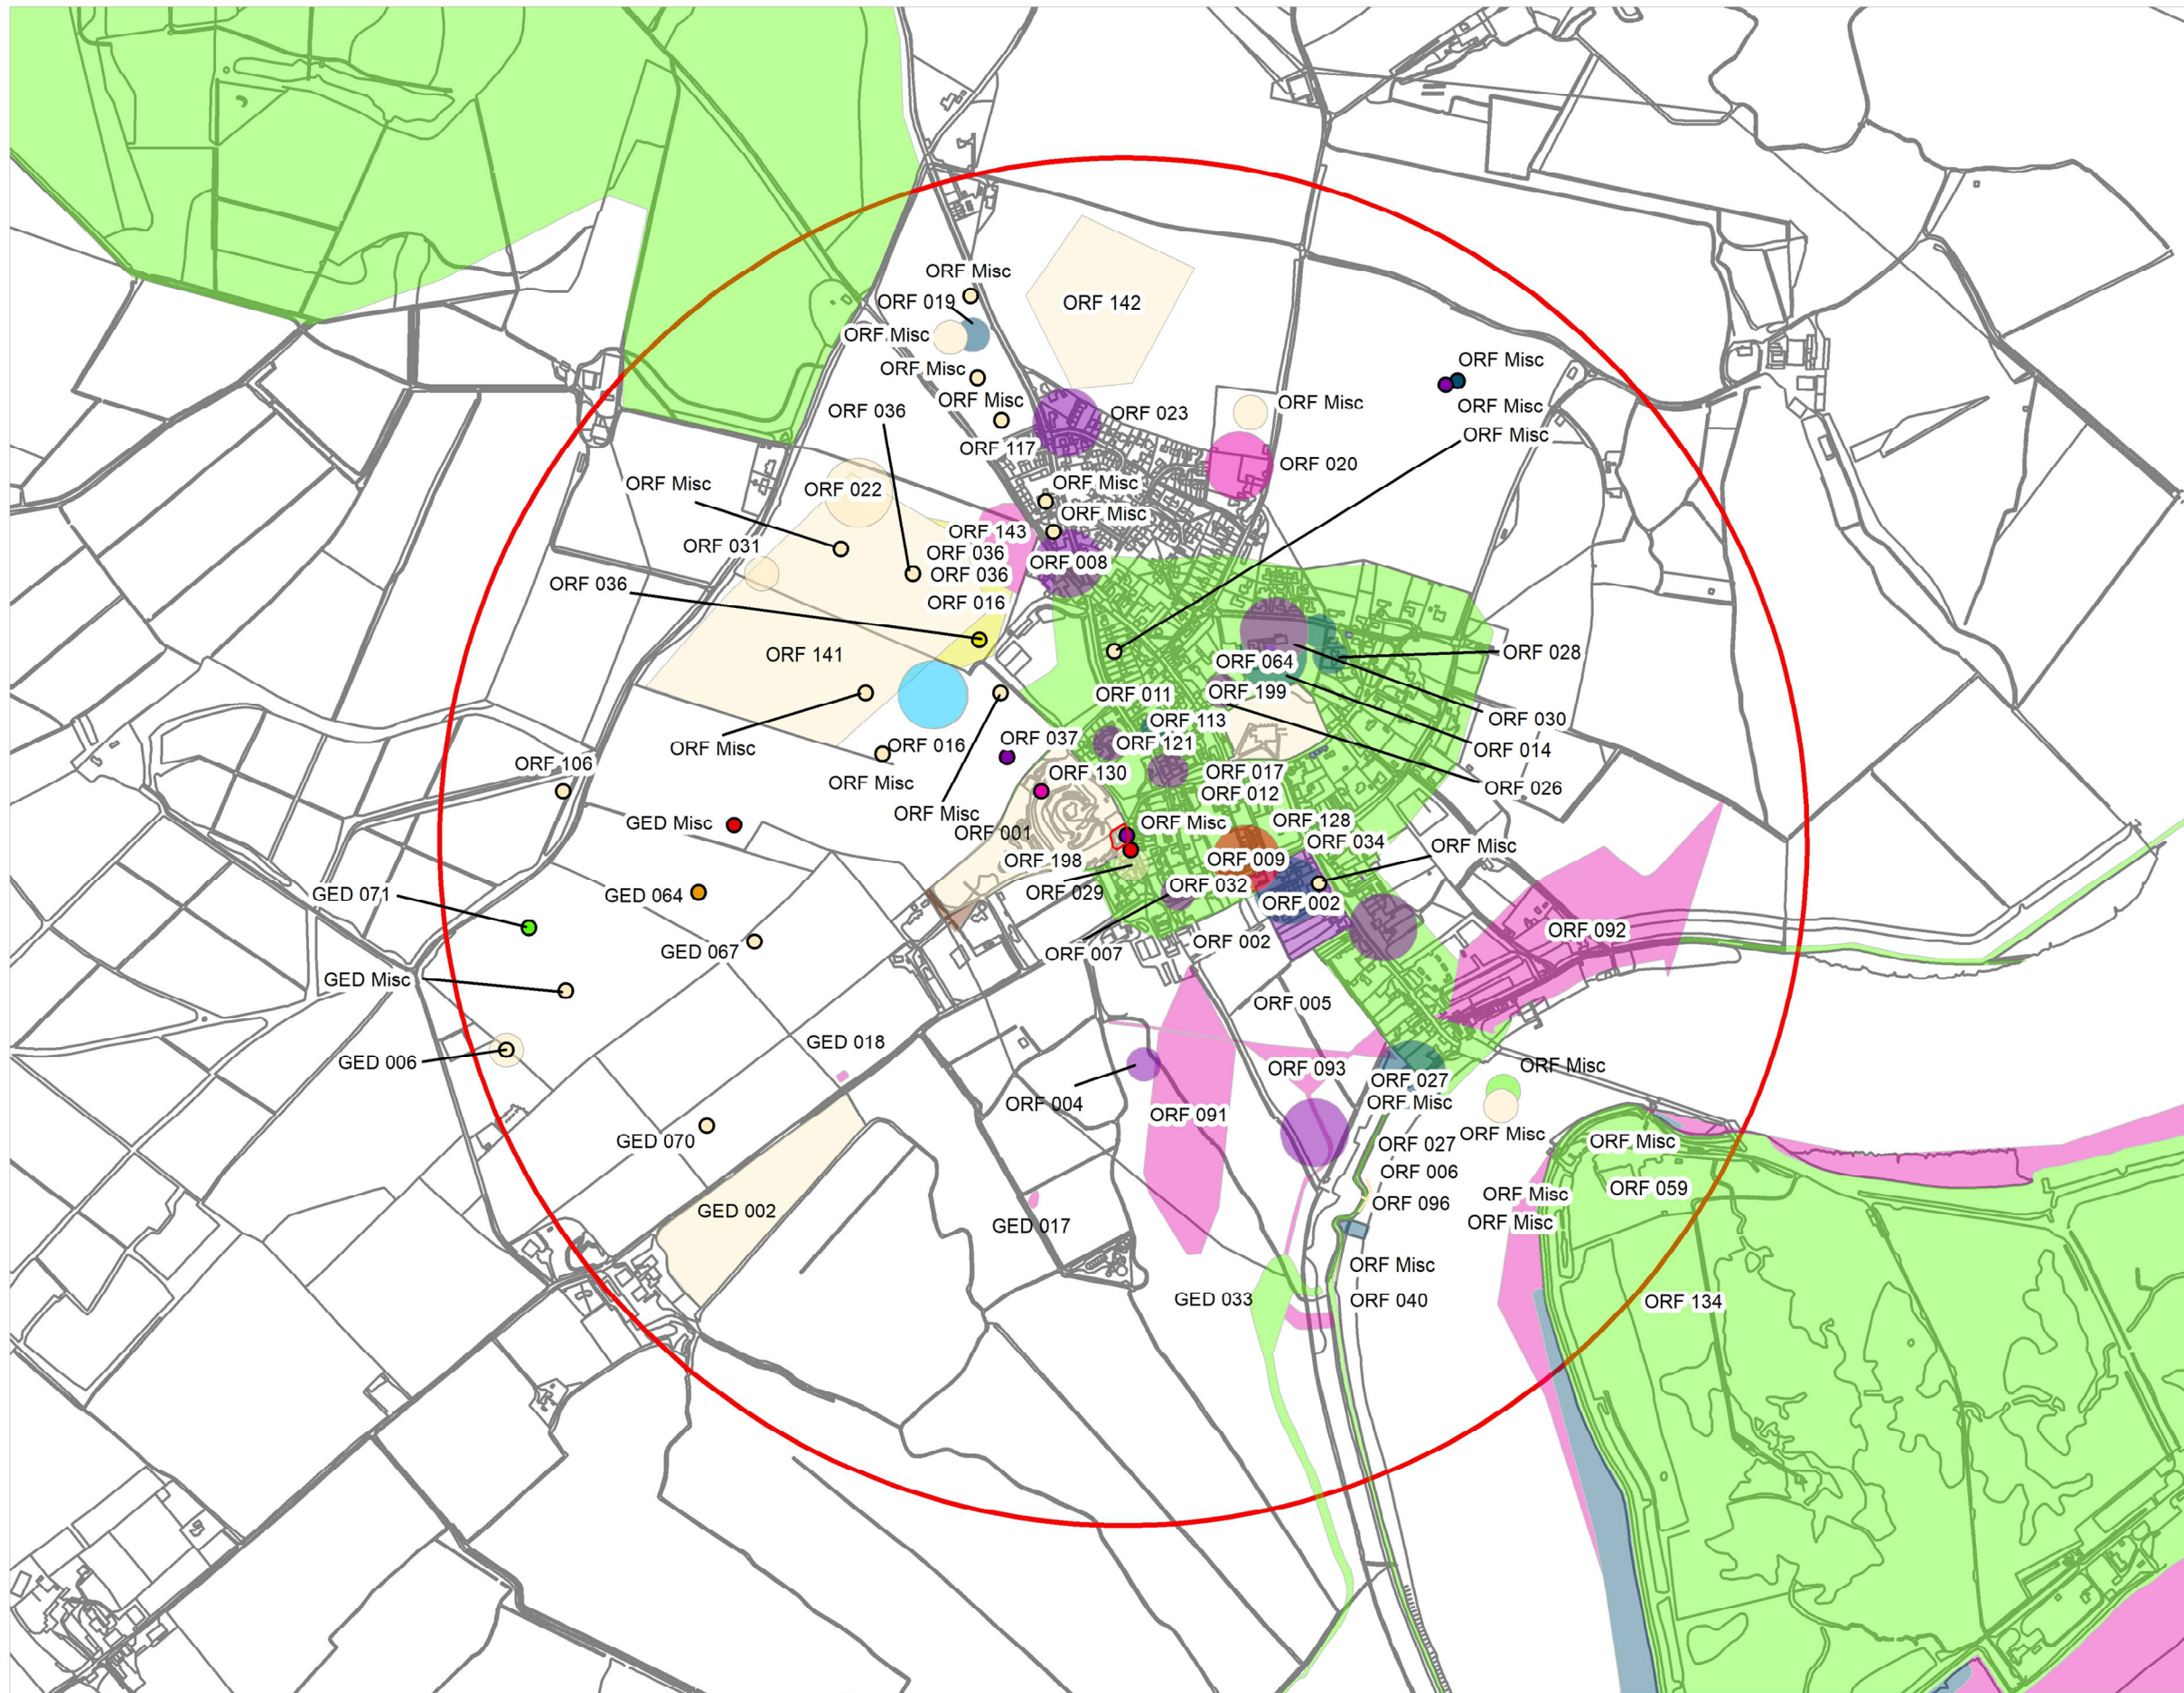 ORF Misc
ORF 019
ORF 142
ORF Misc
ORF Misc
ORF Misc
ORF Misc
ORF Misc
ORF 036
ORF 023
ORF Misc
ORF Misc
ORF 117
ORF 020
ORF Misc
ORF Misc
ORF 022
ORF Misc
ORF 143
ORF 031
ORF 036
ORF 008
ORF 036
ORF 036
ORF 016
ORF 141
ORF 064
ORF 028
ORF 011
ORF 199
ORF 113
ORF 030
ORF 037
ORF 121
ORF Misc
ORF 016
ORF 014
ORF 106
ORF 130
ORF 017
ORF Misc
ORF 026
ORF 012
ORF Misc
GED Misc
ORF 001
ORF Misc
ORF 128
ORF 034
ORF Misc
ORF 198
ORF 009
GED 071
GED 064
ORF 029
ORF 032
ORF 002
ORF 092
GED 067
ORF 007
ORF 002
GED Misc
ORF 005
GED 018
GED 006
ORF 093
ORF Misc
ORF 027
ORF 004
ORF Misc
ORF 091
ORF Misc
GED 070
ORF 027
ORF Misc
ORF 006
ORF 059
GED 002
ORF 096
ORF Misc
ORF Misc
GED 017
ORF Misc
GED 033
ORF 040
ORF 134